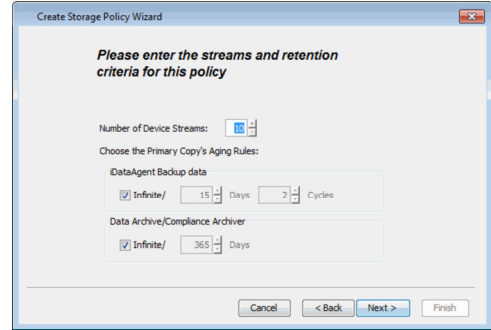 Create Storage Policy Wizard
Please enter the streams and retention
criteria for this policy
Number of Device Streams: 10
Choose the Primary Copy's Aging Rules:
iDataAgent Backup data
Infinite/ 15 Days 2 Cycles
Data Archive/Compliance Archiver
Infinite/ 365 Days
Cancel < Back Next > Finish